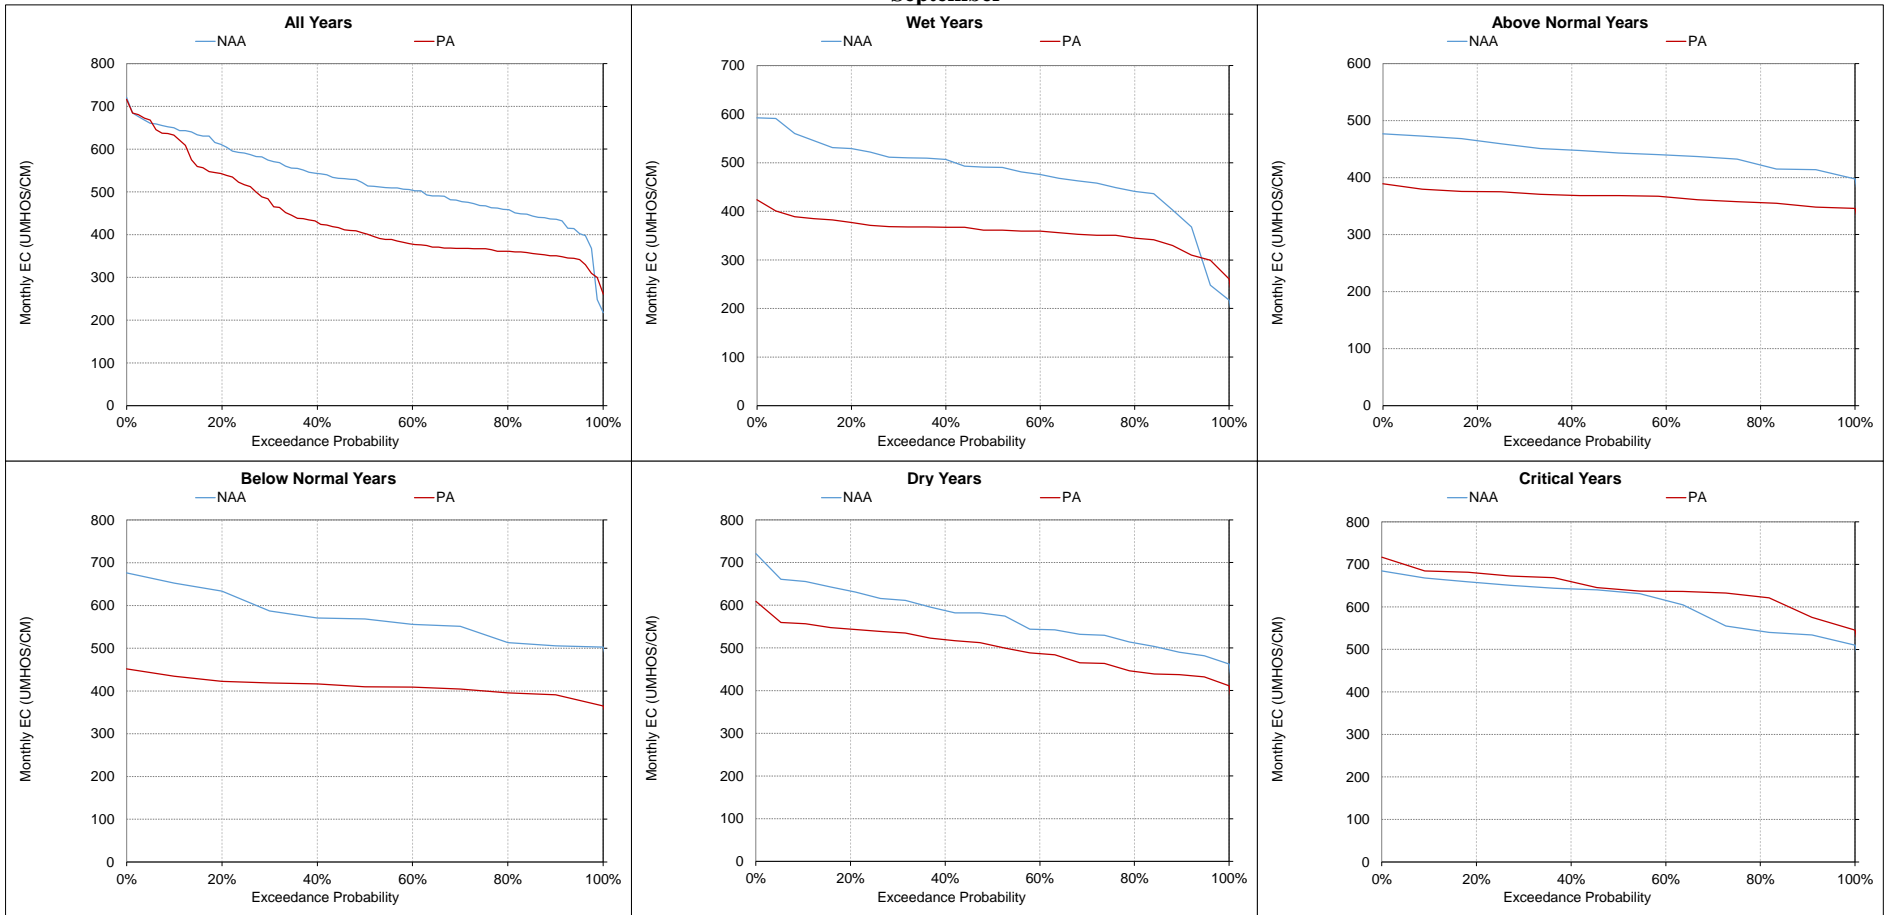 September
All Years
NAA PA
Monthly EC (UMHOS/CM)
800
700
600
500
400
300
200
100
0
0% 20% 40% 60% 80% 100%
Exceedance Probability
Wet Years
NAA PA
Monthly EC (UMHOS/CM)
700
600
500
400
300
200
100
0
0% 20% 40% 60% 80% 100%
Exceedance Probability
Above Normal Years
NAA PA
Monthly EC (UMHOS/CM)
600
500
400
300
200
100
0
0% 20% 40% 60% 80% 100%
Exceedance Probability
Below Normal Years
NAA PA
Monthly EC (UMHOS/CM)
800
700
600
500
400
300
200
100
0
0% 20% 40% 60% 80% 100%
Exceedance Probability
Dry Years
NAA PA
Monthly EC (UMHOS/CM)
800
700
600
500
400
300
200
100
0
0% 20% 40% 60% 80% 100%
Exceedance Probability
Critical Years
NAA PA
Monthly EC (UMHOS/CM)
800
700
600
500
400
300
200
100
0
0% 20% 40% 60% 80% 100%
Exceedance Probability